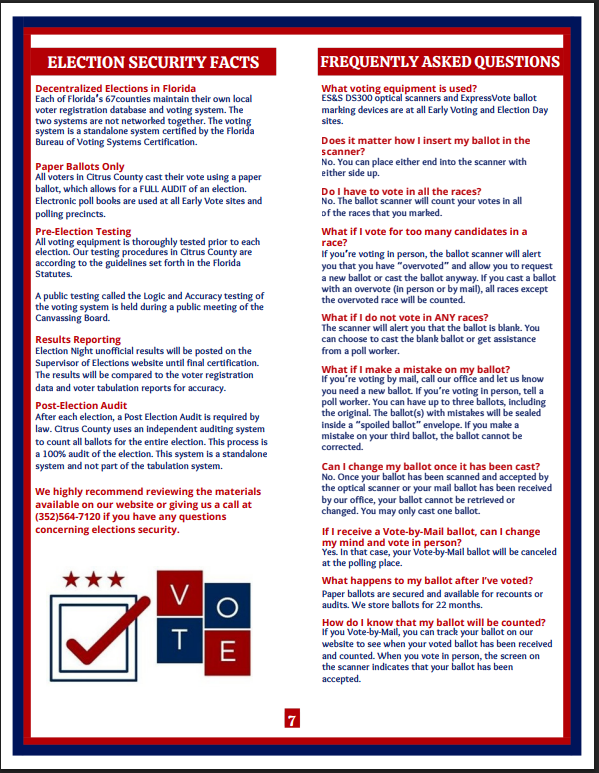 ELECTION SECURITY FACTS
Decentralized Elections in Florida
Each of Florida's 67counties maintain their own local
voter registration database and voting system. The
two systems are not networked together. The voting
system is a standalone system certified by the Florida
Bureau of Voting Systems Certification.
Paper Ballots Only
All voters in Citrus County cast their vote using a paper
ballot, which allows for a FULL AUDIT of an election.
Electronic poll books are used at all Early Vote sites and
polling precincts.
Pre-Election Testing
All voting equipment is thoroughly tested prior to each
election. Our testing procedures in Citrus County are
according to the guidelines set forth in the Florida
Statutes.
A public testing called the Logic and Accuracy testing of
the voting system is held during a public meeting of the
Canvassing Board.
Results Reporting
Election Night unofficial results will be posted on the
Supervisor of Elections website until final certification.
The results will be compared to the voter registration
data and voter tabulation reports for accuracy.
Post-Election Audit
After each election, a Post Election Audit is required by
law. Citrus County uses an independent auditing system
to count all ballots for the entire election. This process is
a 100% audit of the election. This system is a standalone
system and not part of the tabulation system.
We highly recommend reviewing the materials
available on our website or giving us a call at
(352)564-7120 if you have any questions
concerning elections security.
V O
T E
FREQUENTLY ASKED QUESTIONS
What voting equipment is used?
ES&S DS300 optical scanners and ExpressVote ballot
marking devices are at all Early Voting and Election Day
sites.
Does it matter how I insert my ballot in the
scanner?
No. You can place either end into the scanner with
either side up.
Do I have to vote in all the races?
No. The ballot scanner will count your votes in all
of the races that you marked.
What if I vote for too many candidates in a
race?
If you're voting in person, the ballot scanner will alert
you that you have "overvoted" and allow you to request
a new ballot or cast the ballot anyway. If you cast a ballot
with an overvote (in person or by mail), all races except
the overvoted race will be counted.
What if I do not vote in ANY races?
The scanner will alert you that the ballot is blank. You
can choose to cast the blank ballot or get assistance
from a poll worker.
What if I make a mistake on my ballot?
If you're voting by mail, call our office and let us know
you need a new ballot. If you're voting in person, tell a
poll worker. You can have up to three ballots, including
the original. The ballot(s) with mistakes will be sealed
inside a "spoiled ballot" envelope. If you make a
mistake on your third ballot, the ballot cannot be
corrected.
Can I change my ballot once it has been cast?
No. Once your ballot has been scanned and accepted by
the optical scanner or your mail ballot has been received
by our office, your ballot cannot be retrieved or
changed. You may only cast one ballot.
If I receive a Vote-by-Mail ballot, can I change
my mind and vote in person?
Yes. In that case, your Vote-by-Mail ballot will be canceled
at the polling place.
What happens to my ballot after I've voted?
Paper ballots are secured and available for recounts or
audits. We store ballots for 22 months.
How do I know that my ballot will be counted?
If you Vote-by-Mail, you can track your ballot on our
website to see when your voted ballot has been received
and counted. When you vote in person, the screen on
the scanner indicates that your ballot has been
accepted.
7